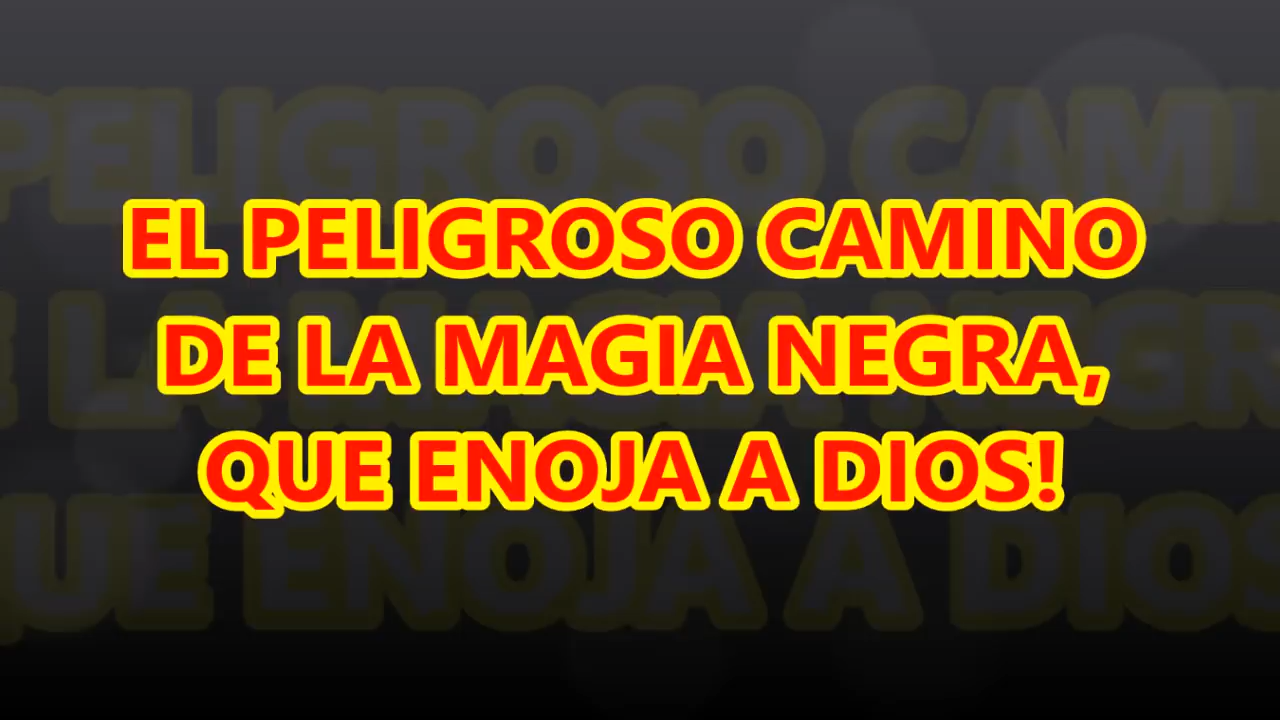 EL PELIGROSO CAMINO
DE LA MAGIA NEGRA,
QUE ENOJA A DIOS!